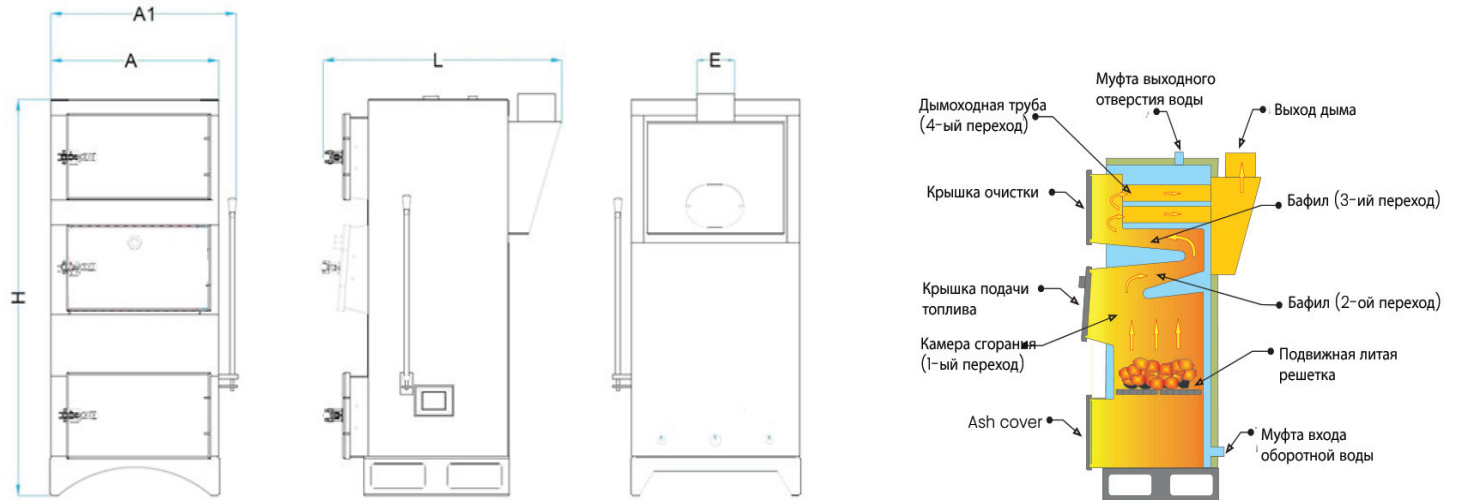 A1
A
H
L
E
Муфта выходного
отверстия воды
Дымоходная труба
(4-ый переход)
Выход дыма
Крышка очистки
Бафил (3-ий переход)
Крышка подачи
топлива
Бафил (2-ой переход)
Камера сгорания
(1-ый переход)
Подвижная литая
решетка
Ash cover
Муфта входа
оборотной воды